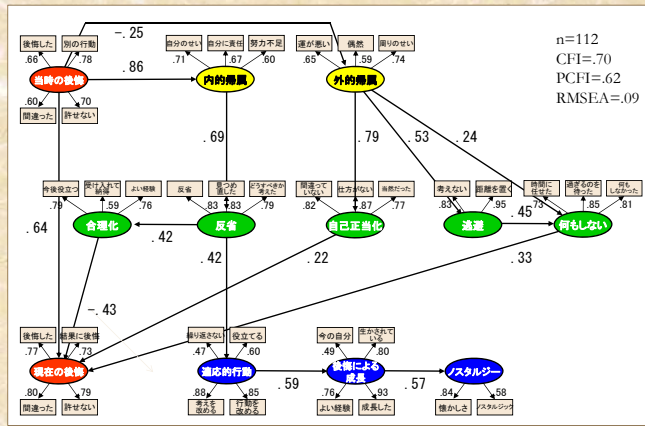 -.25
後悔した
別の行動
自分のせい
自分に責任
努力不足
運が悪い
偶然
周りのせい
n=112
CFI=.70
PCFI=.62
RMSEA=.09
.66
.78
.71
.67
.60
.65
.59
.74
当時の後悔
.86
内的帰属
外的帰属
.60
.70
間違った
許せない
.69
.79
.53
.24
今後役立つ
受け入れて
納得
よい経験
反省
見つめ
直した
どうすべきか
考えた
間違って
いない
仕方がない
当然だった
考えない
距離を置く
時間に
任せた
過ぎるのを
待った
何も
しなかった
.79
.59
.76
.83
.83
.79
.82
.87
.77
.83
.95
.73
.85
.81
合理化
反省
自己正当化
逃避
何もしない
.45
.64
.42
.42
.22
.33
-.43
後悔した
結果に後悔
繰り返さない
役立てる
今の自分
生かされて
いる
.77
.73
.47
.60
.49
.80
現在の後悔
適応的行動
後悔による
成長
ノスタルジー
.59
.57
.80
.79
.88
.85
.76
.93
.84
.58
間違った
許せない
考えを
改める
行動を
改める
よい経験
成長した
懐かしさ
ノスタルジック